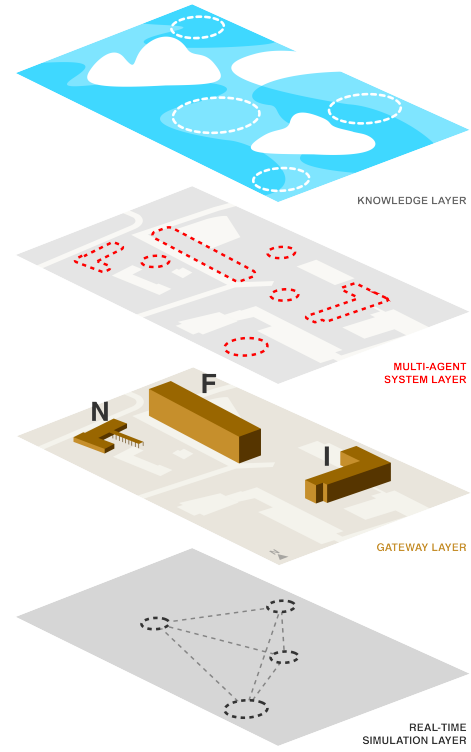 KNOWLEDGE LAYER
MULTI-AGENT
SYSTEM LAYER
F
N
I
GATEWAY LAYER
REAL-TIME
SIMULATION LAYER